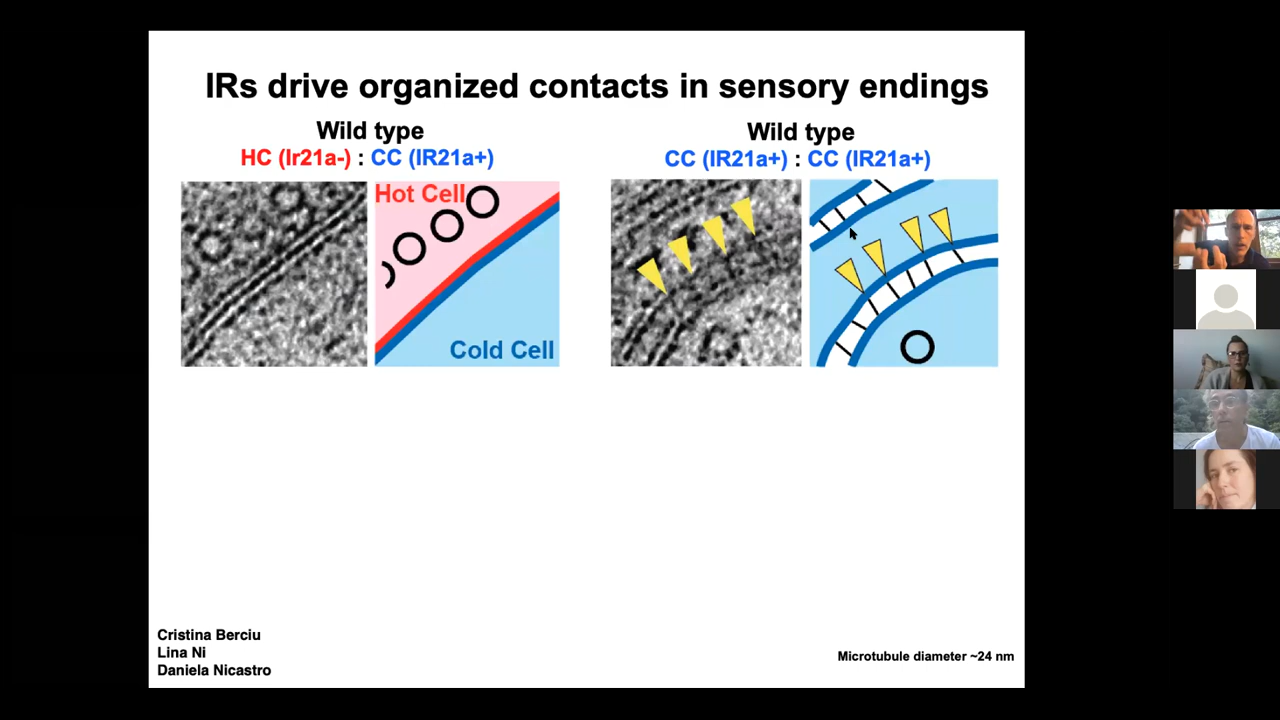 IRs drive organized contacts in sensory endings
Wild type
HC (Ir21a-) : CC (IR21a+)
Hot Cell
Cold Cell
Wild type
CC (IR21a+) : CC (IR21a+)
Cristina Berciu
Lina Ni
Daniela Nicastro
Microtubule diameter ~24 nm